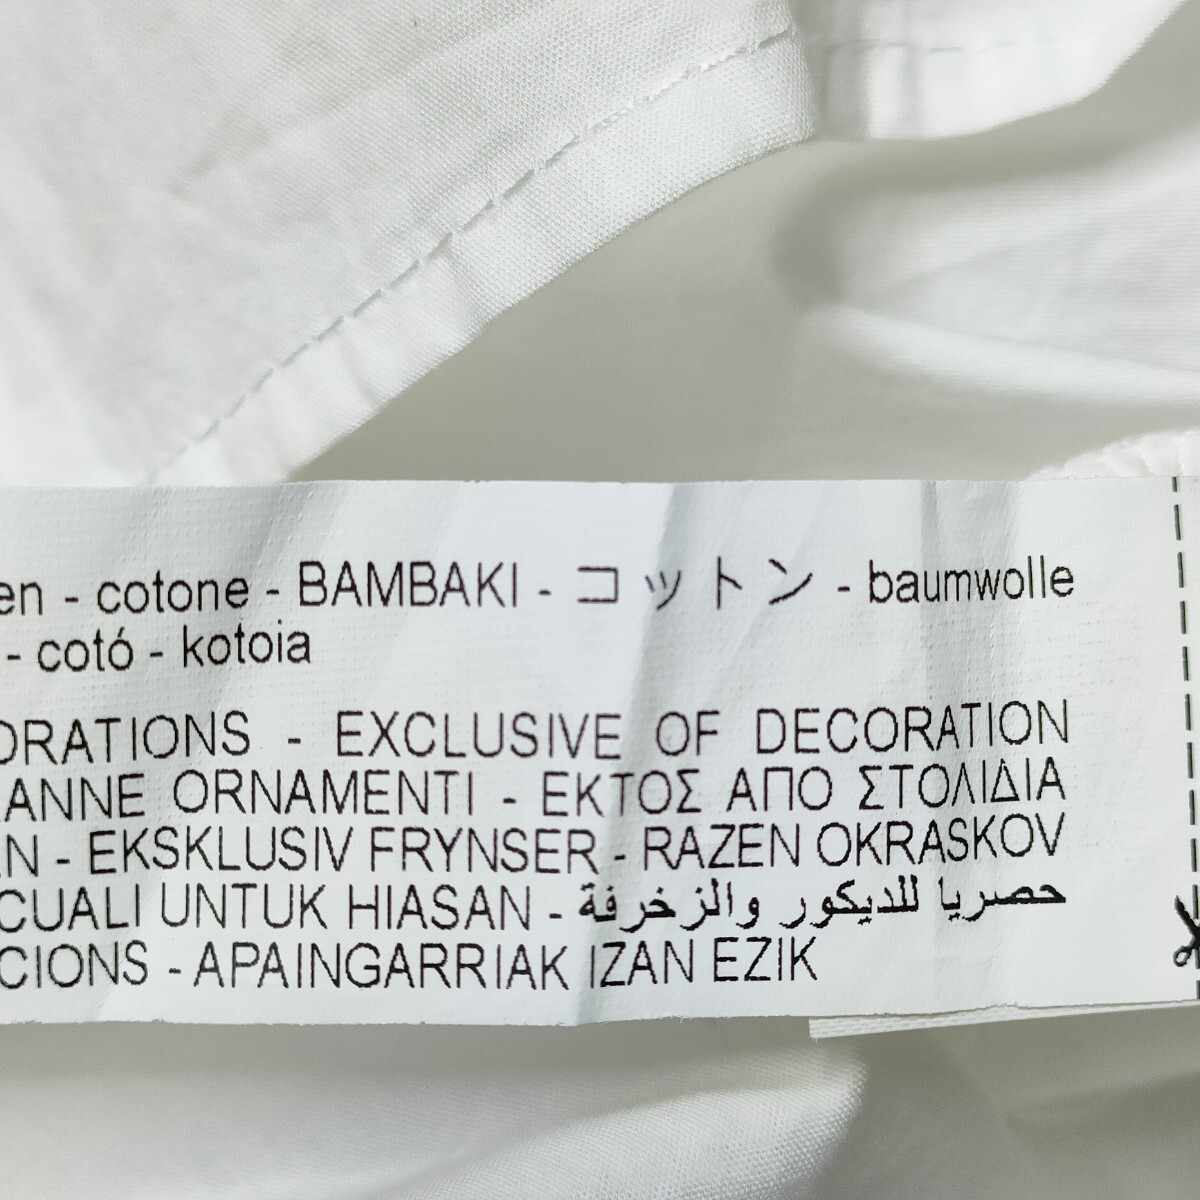 en - cotone - BAMBAKI - コットン - baumwolle
- cotó - kotoia
ORATIONS - EXCLUSIVE OF DECORATION
ANNE ORNAMENTI - ΕΚΤΟΣ ΑΠΟ ΣΤΟΛΙΔΙΑ
N - EKSKLUSIV FRYNSER - RAZEN OKRASKOV
CUALI UNTUK HIASAN - حصريا للديكور والزخرفة
CIONS - APAINGARRIAK IZAN EZIK